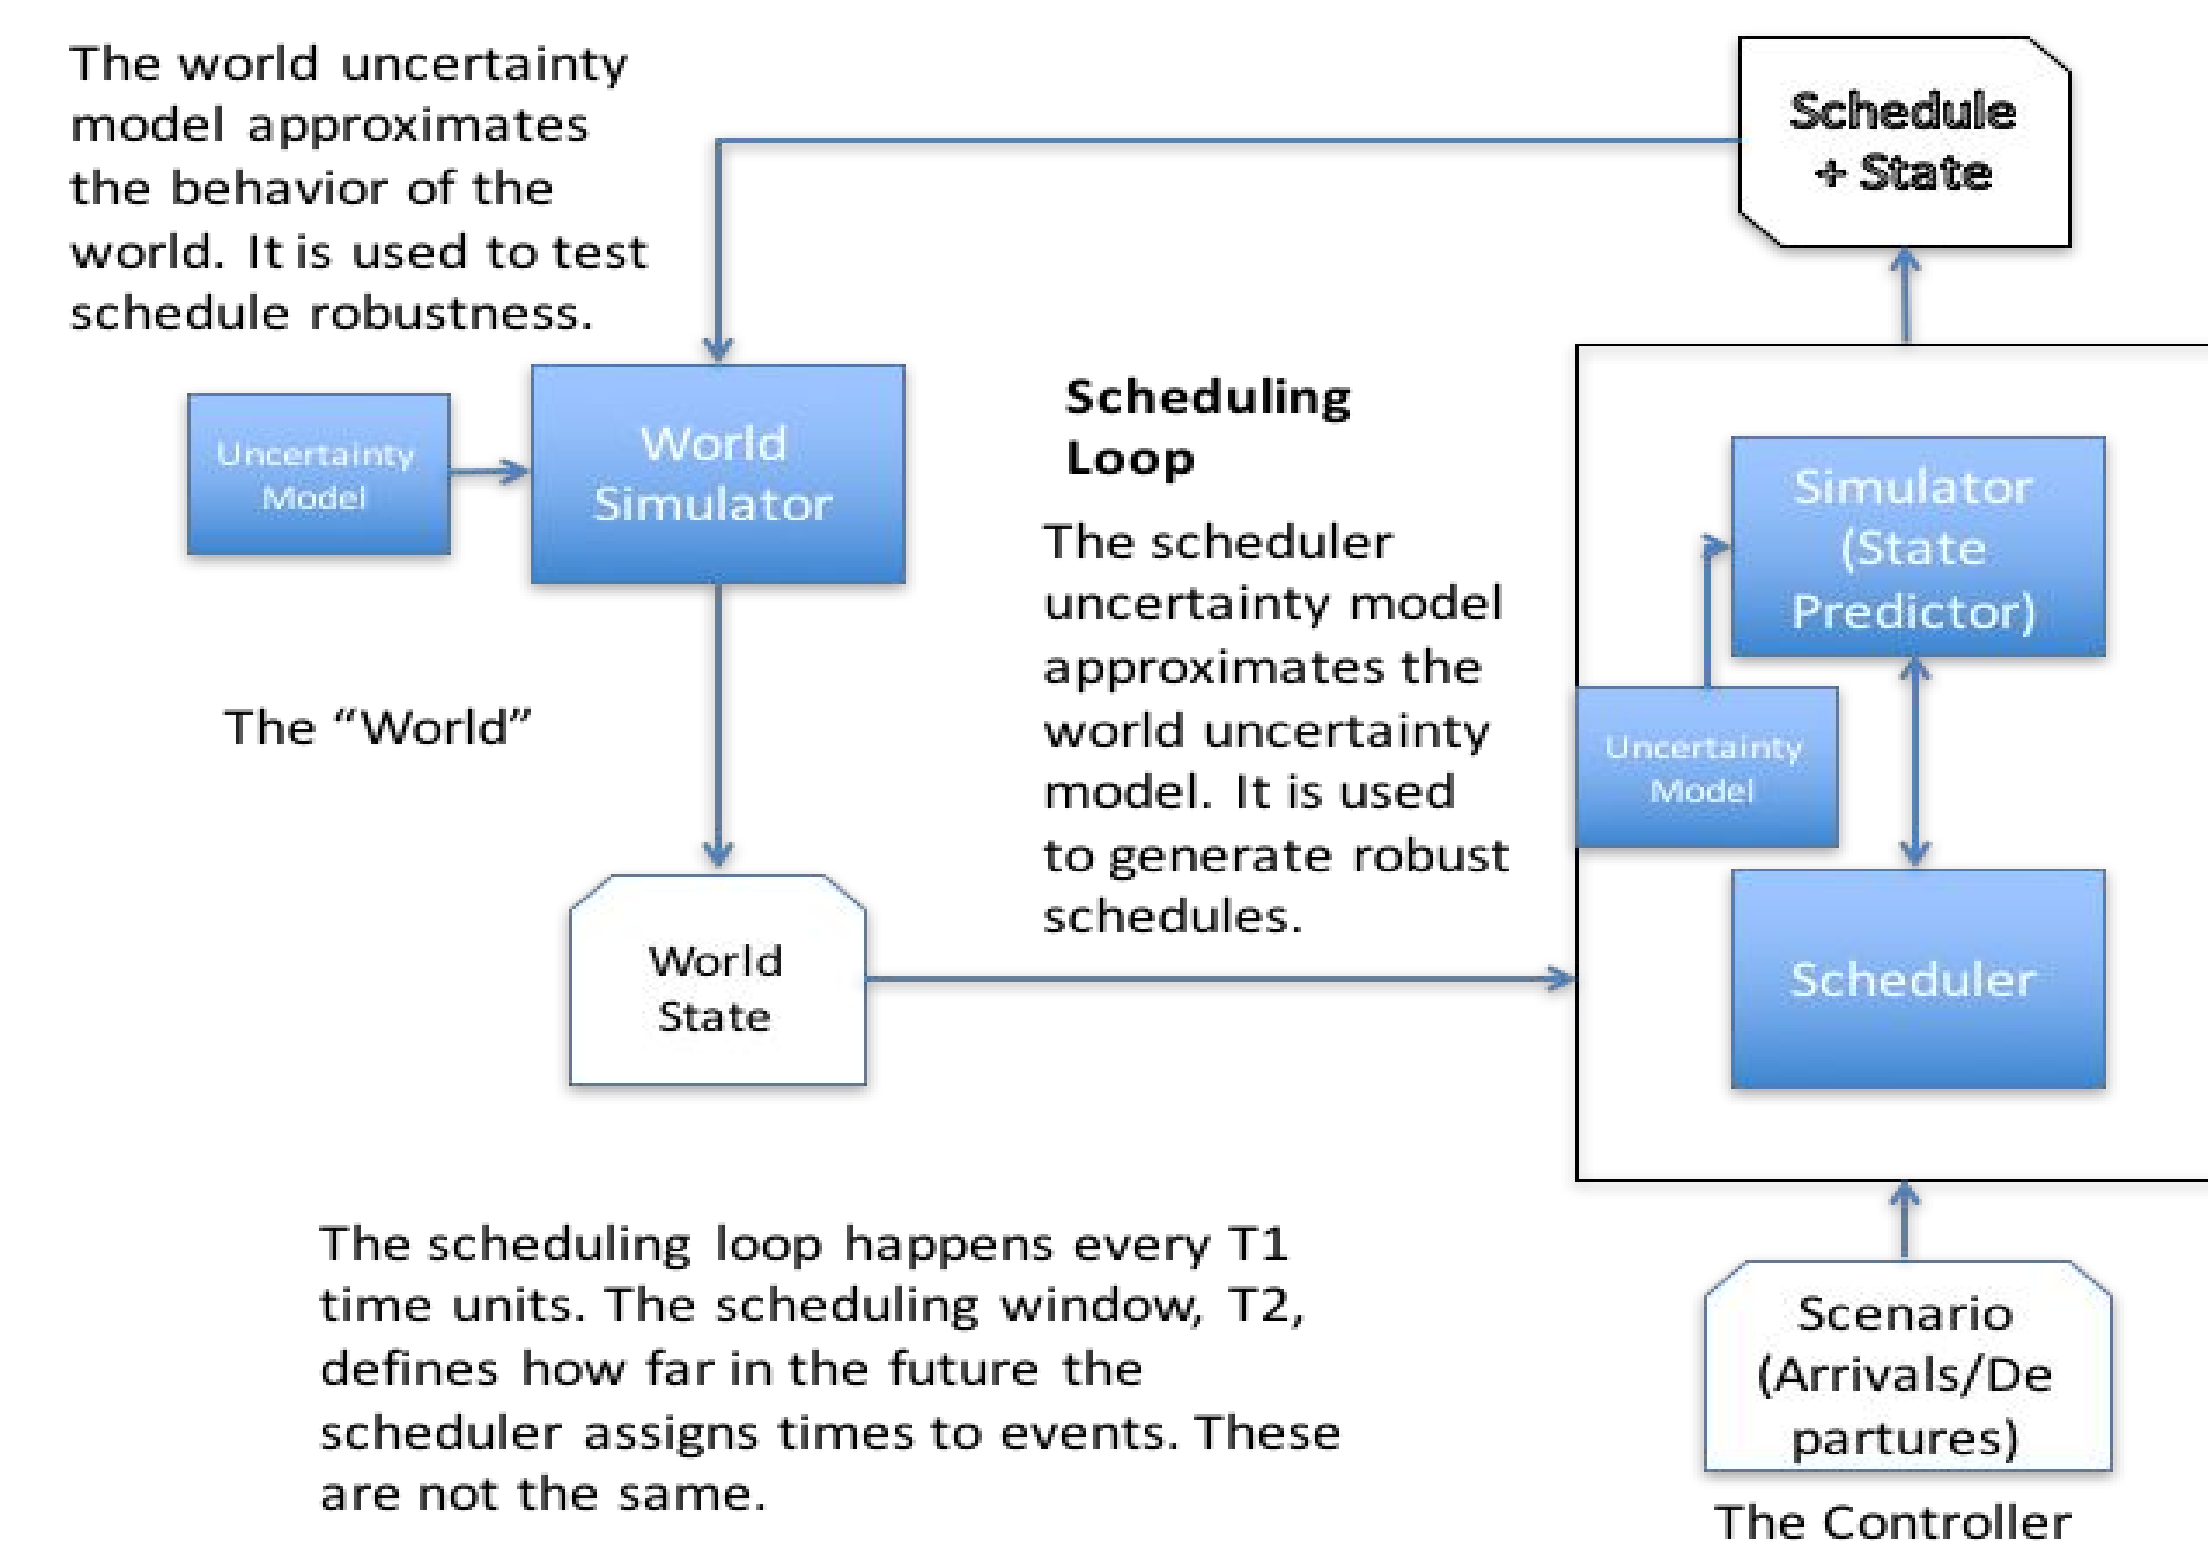 The world uncertainty
model approximates
the behavior of the
world. It is used to test
schedule robustness.
Schedule
+ State
Uncertainty
Model
World
Simulator
Scheduling
Loop
The scheduler
uncertainty model
approximates the
world uncertainty
model. It is used
to generate robust
schedules.
Simulator
(State
Predictor)
Uncertainty
Model
The “World”
World
State
Scheduler
The scheduling loop happens every T1
time units. The scheduling window, T2,
defines how far in the future the
scheduler assigns times to events. These
are not the same.
Scenario
(Arrivals/De
partures)
The Controller